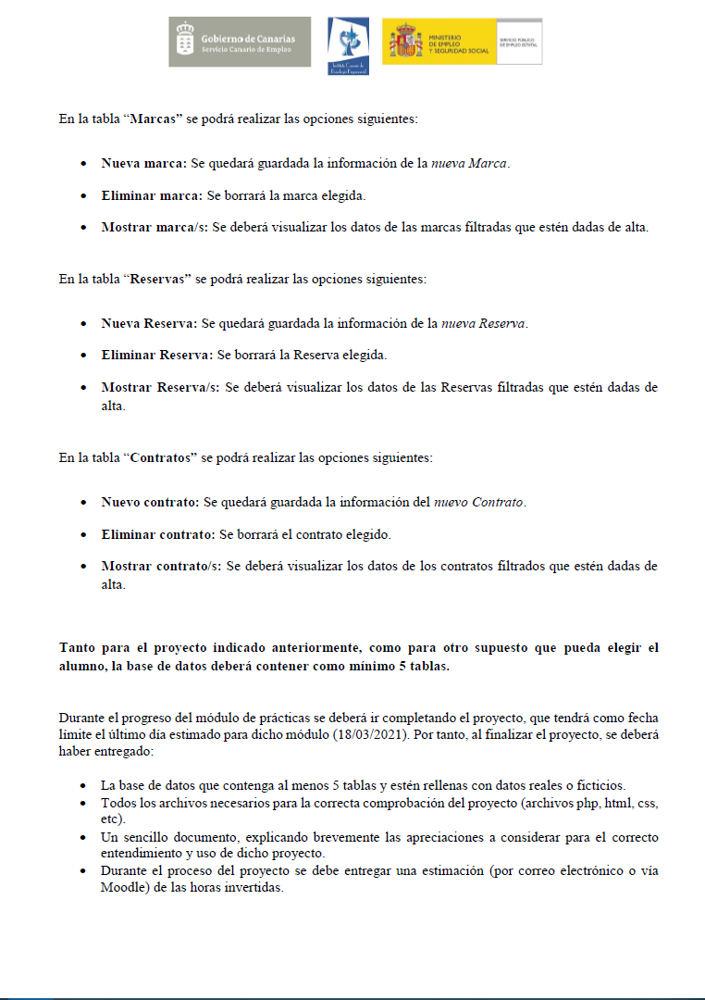 Gobierno de Canarias
Servicio Canario de Empleo
MINISTERIO
DE EMPLEO
Y SEGURIDAD SOCIAL
SERVICIO PÚBLICO
DE EMPLEO ESTATAL
En la tabla “Marcas” se podrá realizar las opciones siguientes:
• Nueva marca: Se quedará guardada la información de la nueva Marca.
• Eliminar marca: Se borrará la marca elegida.
• Mostrar marca/s: Se deberá visualizar los datos de las marcas filtradas que estén dadas de alta.
En la tabla “Reservas” se podrá realizar las opciones siguientes:
• Nueva Reserva: Se quedará guardada la información de la nueva Reserva.
• Eliminar Reserva: Se borrará la Reserva elegida.
• Mostrar Reserva/s: Se deberá visualizar los datos de las Reservas filtradas que estén dadas de
alta.
En la tabla “Contratos” se podrá realizar las opciones siguientes:
• Nuevo contrato: Se quedará guardada la información del nuevo Contrato.
• Eliminar contrato: Se borrará el contrato elegido.
• Mostrar contrato/s: Se deberá visualizar los datos de los contratos filtrados que estén dadas de
alta.
Tanto para el proyecto indicado anteriormente, como para otro supuesto que pueda elegir el
alumno, la base de datos deberá contener como mínimo 5 tablas.
Durante el progreso del módulo de prácticas se deberá ir completando el proyecto, que tendrá como fecha
límite el último día estimado para dicho módulo (18/03/2021). Por tanto, al finalizar el proyecto, se deberá
haber entregado:
• La base de datos que contenga al menos 5 tablas y estén rellenas con datos reales o ficticios.
• Todos los archivos necesarios para la correcta comprobación del proyecto (archivos php, html, css,
etc).
• Un sencillo documento, explicando brevemente las apreciaciones a considerar para el correcto
entendimiento y uso de dicho proyecto.
• Durante el proceso del proyecto se debe entregar una estimación (por correo electrónico o vía
Moodle) de las horas invertidas.